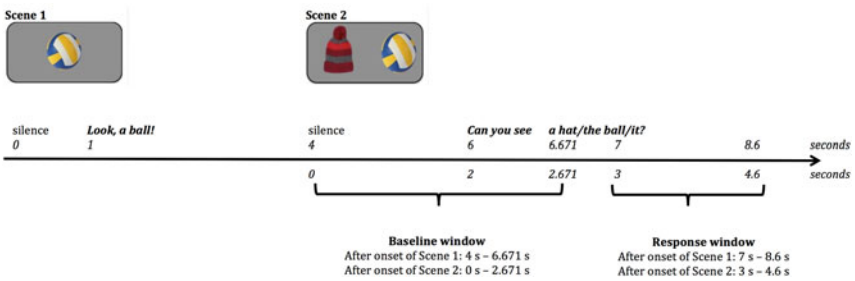 Scene 1 Scene 2
silence Look, a ball! silence Can you see a hat/the ball/it?
0 1 4 6 6.671 7 8.6 seconds
0 2 2.671 3 4.6 seconds
Baseline window Response window
After onset of Scene 1: 4 s – 6.671 s After onset of Scene 1: 7 s – 8.6 s
After onset of Scene 2: 0 s – 2.671 s After onset of Scene 2: 3 s – 4.6 s